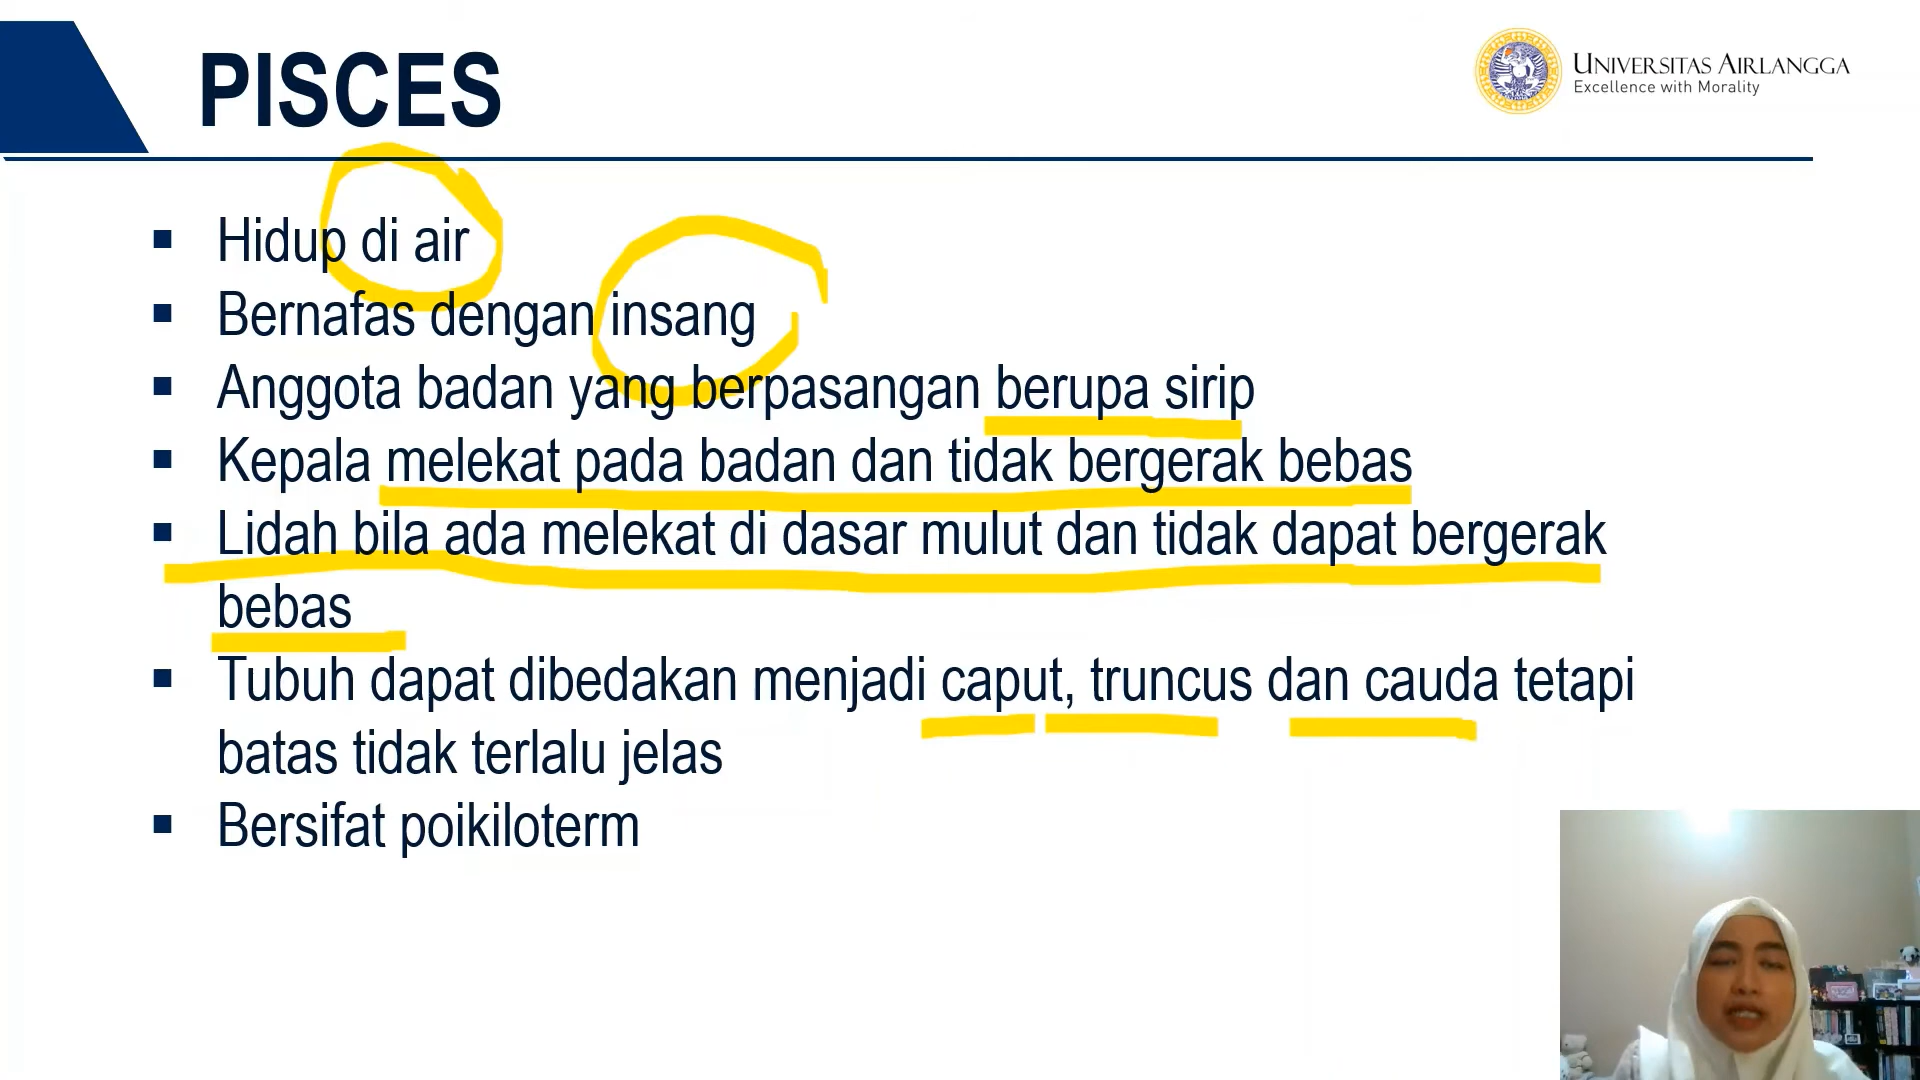 PISCES
UNIVERSITAS AIRLANGGA
Excellence with Morality
▪ Hidup di air
▪ Bernafas dengan insang
▪ Anggota badan yang berpasangan berupa sirip
▪ Kepala melekat pada badan dan tidak bergerak bebas
▪ Lidah bila ada melekat di dasar mulut dan tidak dapat bergerak
bebas
▪ Tubuh dapat dibedakan menjadi caput, truncus dan cauda tetapi
batas tidak terlalu jelas
▪ Bersifat poikiloterm